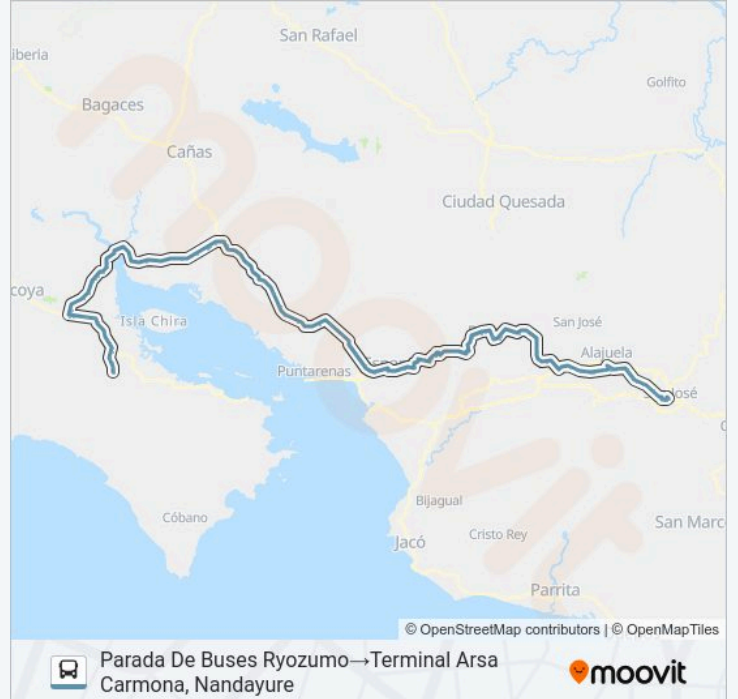 San Rafael
iberia
Golfito
Bagaces
Cañas
Ciudad Quesada
coya
Isla Chira
San José
Alajuela
Puntarenas
José
Bijagual
Cóbano
Cristo Rey
San Marc
Jacó
Parrita
moovit
© OpenStreetMap contributors | © OpenMapTiles
Parada De Buses Ryozumo→Terminal Arsa
Carmona, Nandayure
moovit